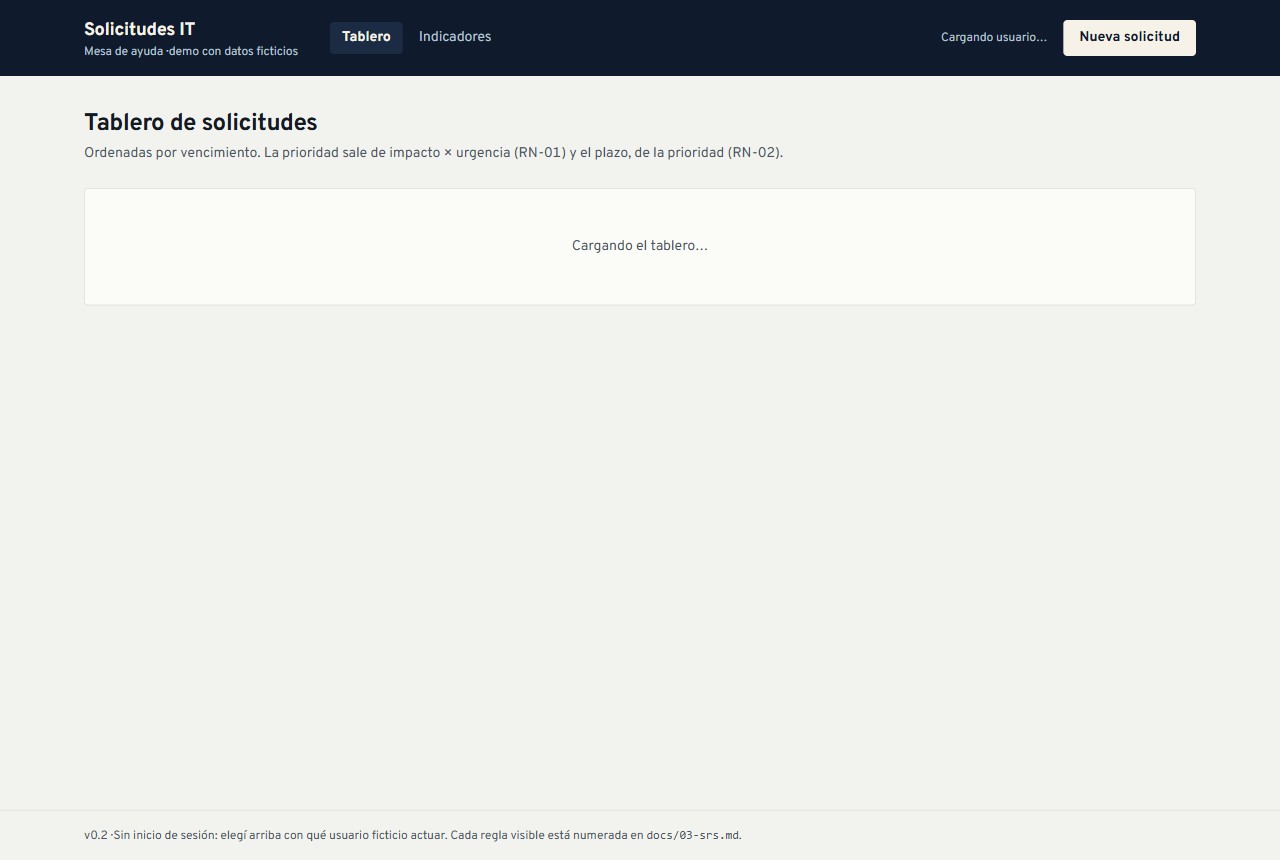 Solicitudes IT
Mesa de ayuda ·demo con datos ficticios
Tablero
Indicadores
Cargando usuario…
Nueva solicitud
Tablero de solicitudes
Ordenadas por vencimiento. La prioridad sale de impacto × urgencia (RN-01) y el plazo, de la prioridad (RN-02).
Cargando el tablero…
v0.2 ·Sin inicio de sesión: elegí arriba con qué usuario ficticio actuar. Cada regla visible está numerada en docs/03-srs.md.